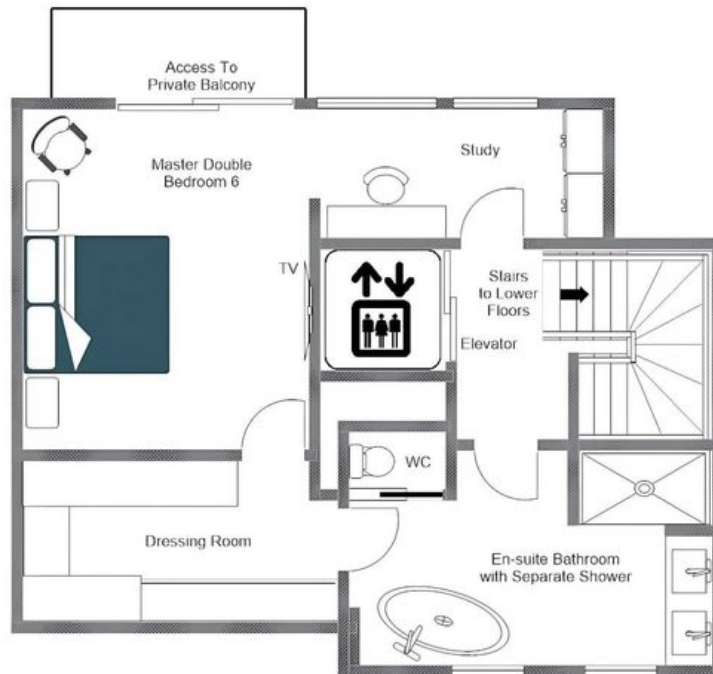 Access To
Private Balcony
Master Double
Bedroom 6
Study
TV
Stairs
to Lower
Floors
Elevator
WC
Dressing Room
En-suite Bathroom
with Separate Shower